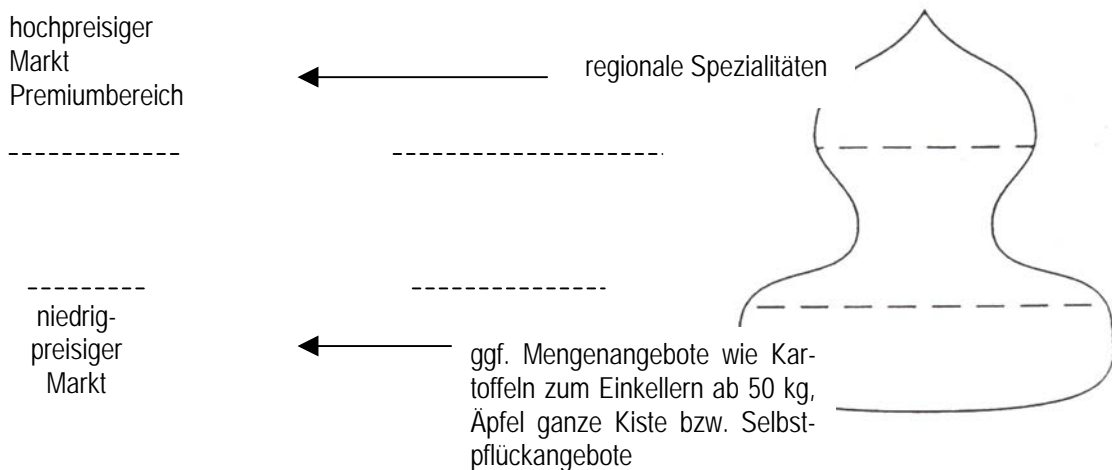 hochpreisiger
Markt
Premiumbereich
regionale Spezialitäten
niedrig-
preisiger
Markt
ggf. Mengenangebote wie Kar-
toffeln zum Einkellern ab 50 kg,
Äpfel ganze Kiste bzw. Selbst-
pflückangebote